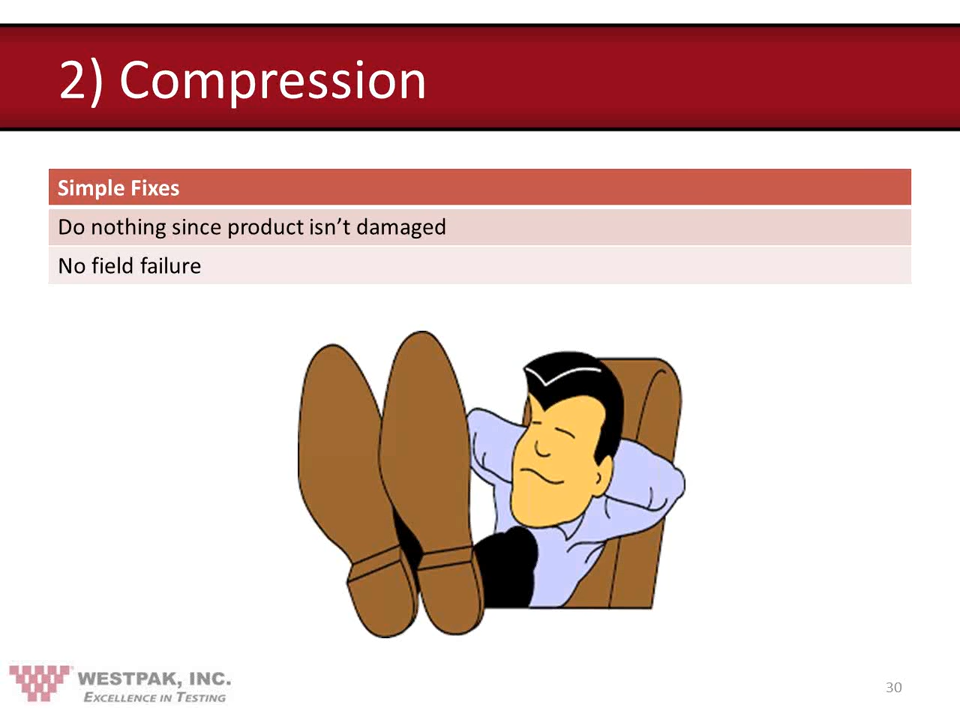 2) Compression
Simple Fixes
Do nothing since product isn’t damaged
No field failure
WESTPAK, INC.
EXCELLENCE IN TESTING
30